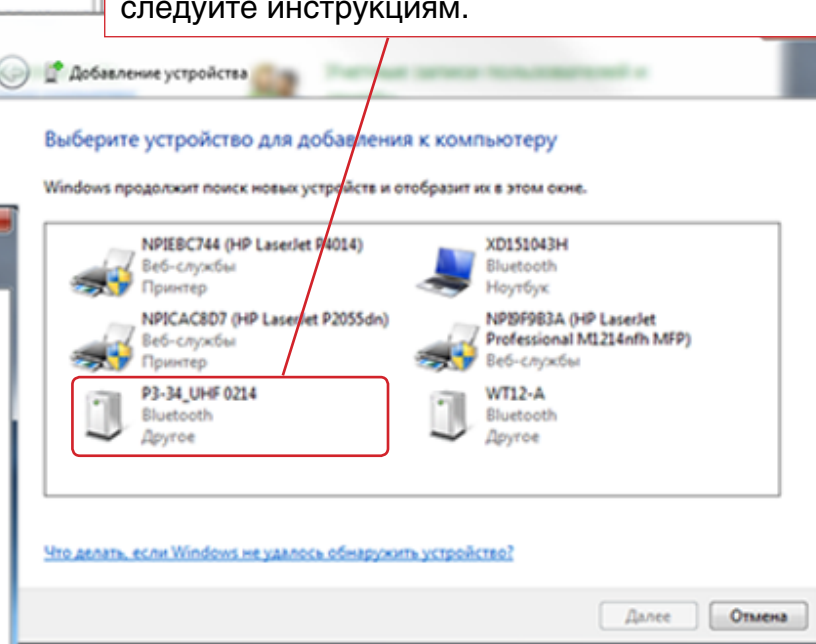 следуйте инструкциям.
Добавление устройства
Выберите устройство для добавления к компьютеру
Windows продолжит поиск новых устройств и отобразит их в этом окне.
NPIEBC744 (HP LaserJet P4014)
Веб-службы
Принтер
XD151043H
Bluetooth
Ноутбук
NPICAC8D7 (HP LaserJet P2055dn)
Веб-службы
Принтер
NPI9F9B3A (HP LaserJet
Professional M1214nfh MFP)
Веб-службы
P3-34_UHF 0214
Bluetooth
Другое
WT12-A
Bluetooth
Другое
Что делать, если Windows не удалось обнаружить устройство?
Далее
Отмена